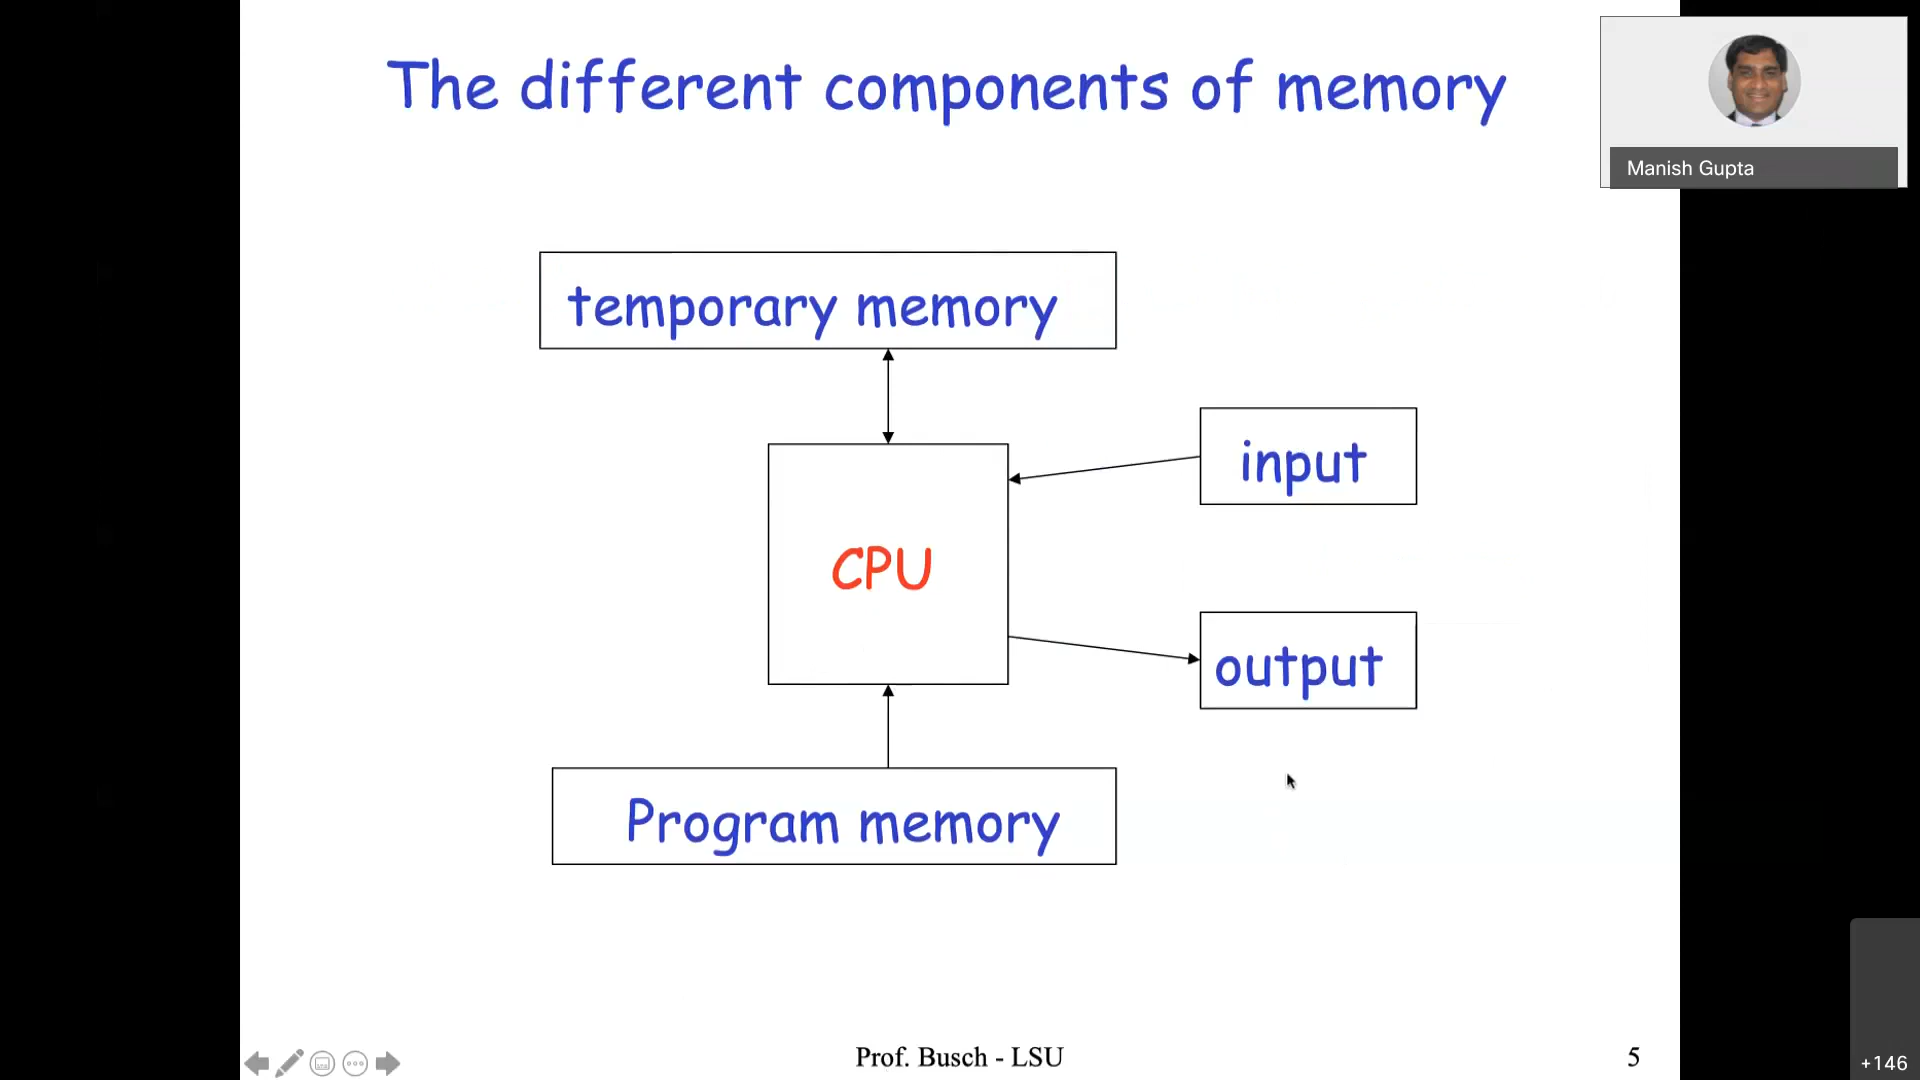 The different components of memory
Manish Gupta
temporary memory
input
CPU
output
Program memory
Prof. Busch - LSU
5
+146